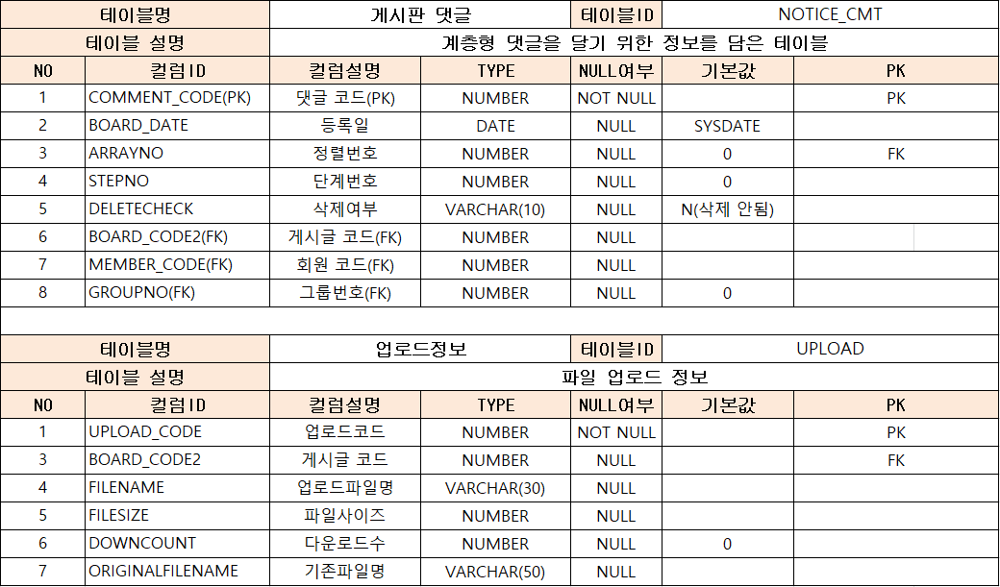 테이블명 게시판 댓글 테이블ID NOTICE_CMT
테이블 설명 계층형 댓글을 달기 위한 정보를 담은 테이블
NO 컬럼ID 컬럼설명 TYPE NULL여부 기본값 PK
1 COMMENT_CODE(PK) 댓글 코드(PK) NUMBER NOT NULL PK
2 BOARD_DATE 등록일 DATE NULL SYSDATE
3 ARRAYNO 정렬번호 NUMBER NULL 0 FK
4 STEPNO 단계번호 NUMBER NULL 0
5 DELETECHECK 삭제여부 VARCHAR(10) NULL N(삭제 안됨)
6 BOARD_CODE2(FK) 게시글 코드(FK) NUMBER NULL
7 MEMBER_CODE(FK) 회원 코드(FK) NUMBER NULL
8 GROUPNO(FK) 그룹번호(FK) NUMBER NULL 0
테이블명 업로드정보 테이블ID UPLOAD
테이블 설명 파일 업로드 정보
NO 컬럼ID 컬럼설명 TYPE NULL여부 기본값 PK
1 UPLOAD_CODE 업로드코드 NUMBER NOT NULL PK
3 BOARD_CODE2 게시글 코드 NUMBER NULL FK
4 FILENAME 업로드파일명 VARCHAR(30) NULL
5 FILESIZE 파일사이즈 NUMBER NULL
6 DOWNCOUNT 다운로드수 NUMBER NULL 0
7 ORIGINALFILENAME 기존파일명 VARCHAR(50) NULL